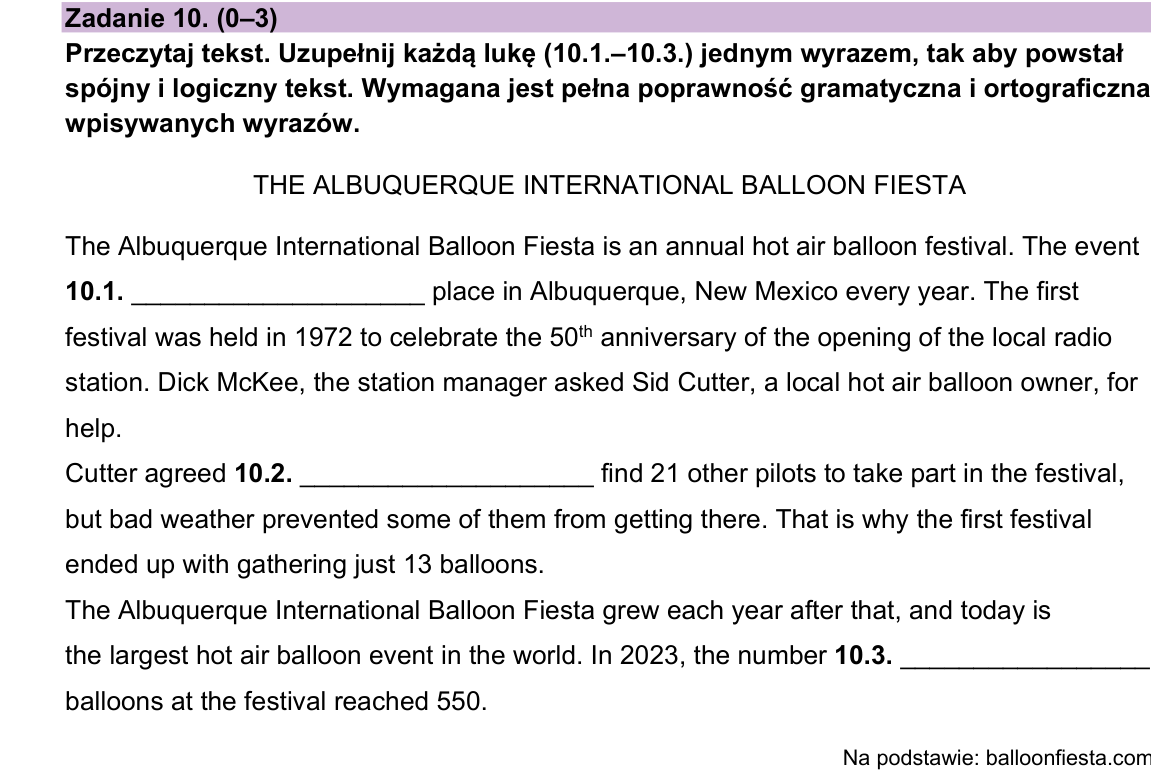 Zadanie 10. (0–3)
Przeczytaj tekst. Uzupełnij każdą lukę (10.1.–10.3.) jednym wyrazem, tak aby powstał
spójny i logiczny tekst. Wymagana jest pełna poprawność gramatyczna i ortograficzna
wpisywanych wyrazów.
THE ALBUQUERQUE INTERNATIONAL BALLOON FIESTA
The Albuquerque International Balloon Fiesta is an annual hot air balloon festival. The event
10.1. ____________________ place in Albuquerque, New Mexico every year. The first
festival was held in 1972 to celebrate the 50th anniversary of the opening of the local radio
station. Dick McKee, the station manager asked Sid Cutter, a local hot air balloon owner, for
help.
Cutter agreed 10.2. ____________________ find 21 other pilots to take part in the festival,
but bad weather prevented some of them from getting there. That is why the first festival
ended up with gathering just 13 balloons.
The Albuquerque International Balloon Fiesta grew each year after that, and today is
the largest hot air balloon event in the world. In 2023, the number 10.3. _________________
balloons at the festival reached 550.
Na podstawie: balloonfiesta.com